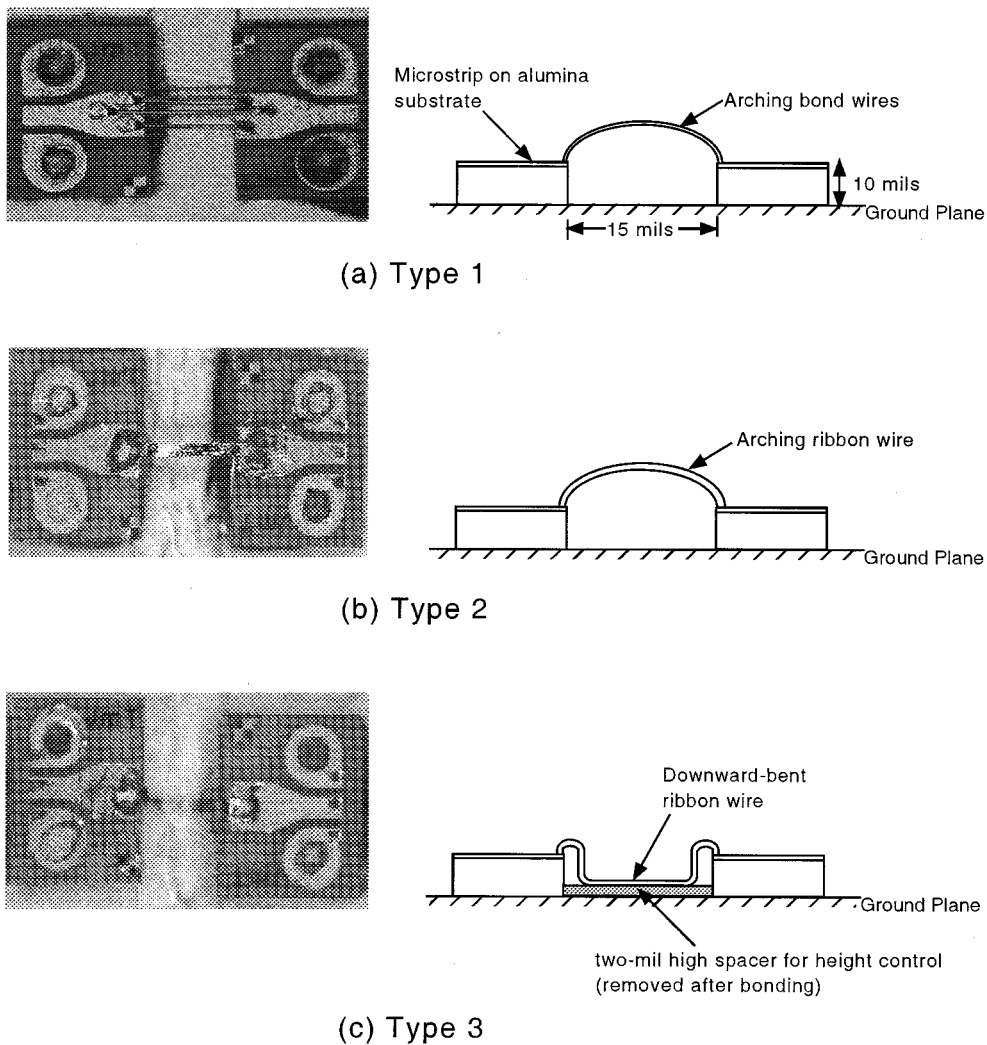 Microstrip on alumina
substrate
Arching bond wires
10 mils
Ground Plane
15 mils
(a) Type 1
Arching ribbon wire
Ground Plane
(b) Type 2
Downward-bent
ribbon wire
Ground Plane
two-mil high spacer for height control
(removed after bonding)
(c) Type 3